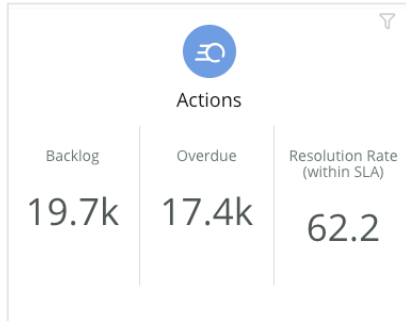 Actions
Backlog
Overdue
Resolution Rate
(within SLA)
19.7k
17.4k
62.2